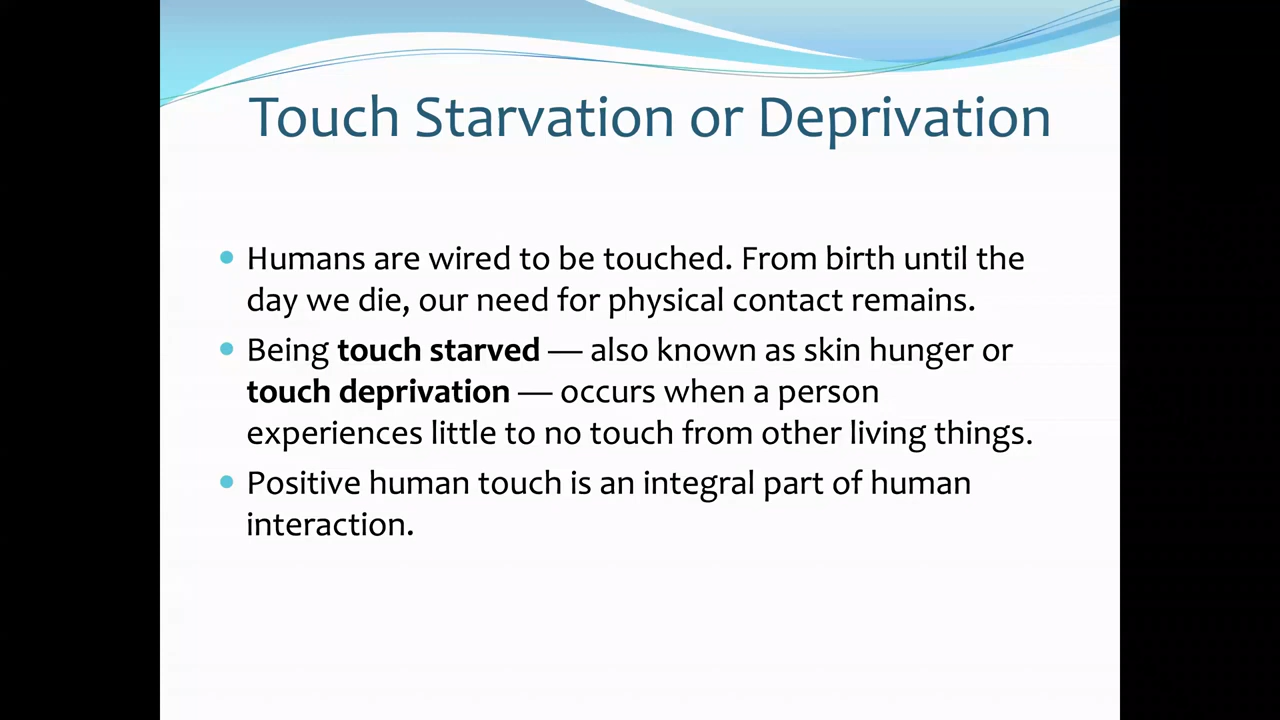 Touch Starvation or Deprivation
• Humans are wired to be touched. From birth until the
day we die, our need for physical contact remains.
• Being touch starved — also known as skin hunger or
touch deprivation — occurs when a person
experiences little to no touch from other living things.
• Positive human touch is an integral part of human
interaction.